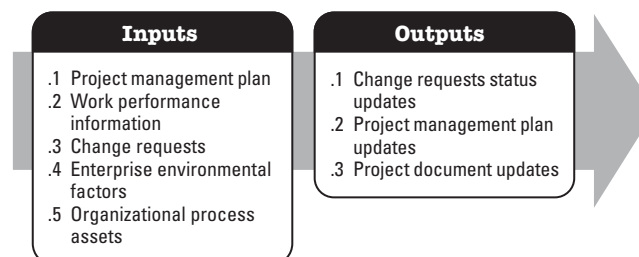 Inputs
.1 Project management plan
.2 Work performance
information
.3 Change requests
.4 Enterprise environmental
factors
.5 Organizational process
assets
Outputs
.1 Change requests status
updates
.2 Project management plan
updates
.3 Project document updates